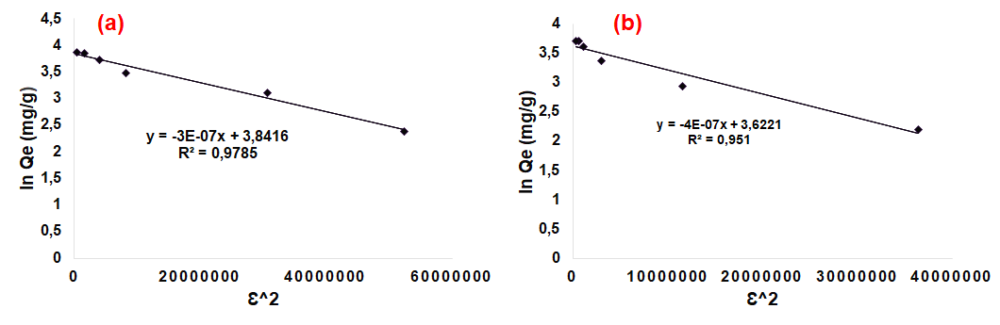 (a)
ln Qe (mg/g)
4,5
4
3,5
3
2,5
2
1,5
1
0,5
0
y = -3E-07x + 3,8416
R² = 0,9785
0 20000000 40000000 60000000
Ɛ^2
(b)
ln Qe (mg/g)
4
3,5
3
2,5
2
1,5
1
0,5
0
y = -4E-07x + 3,6221
R² = 0,951
0 10000000 20000000 30000000 40000000
Ɛ^2